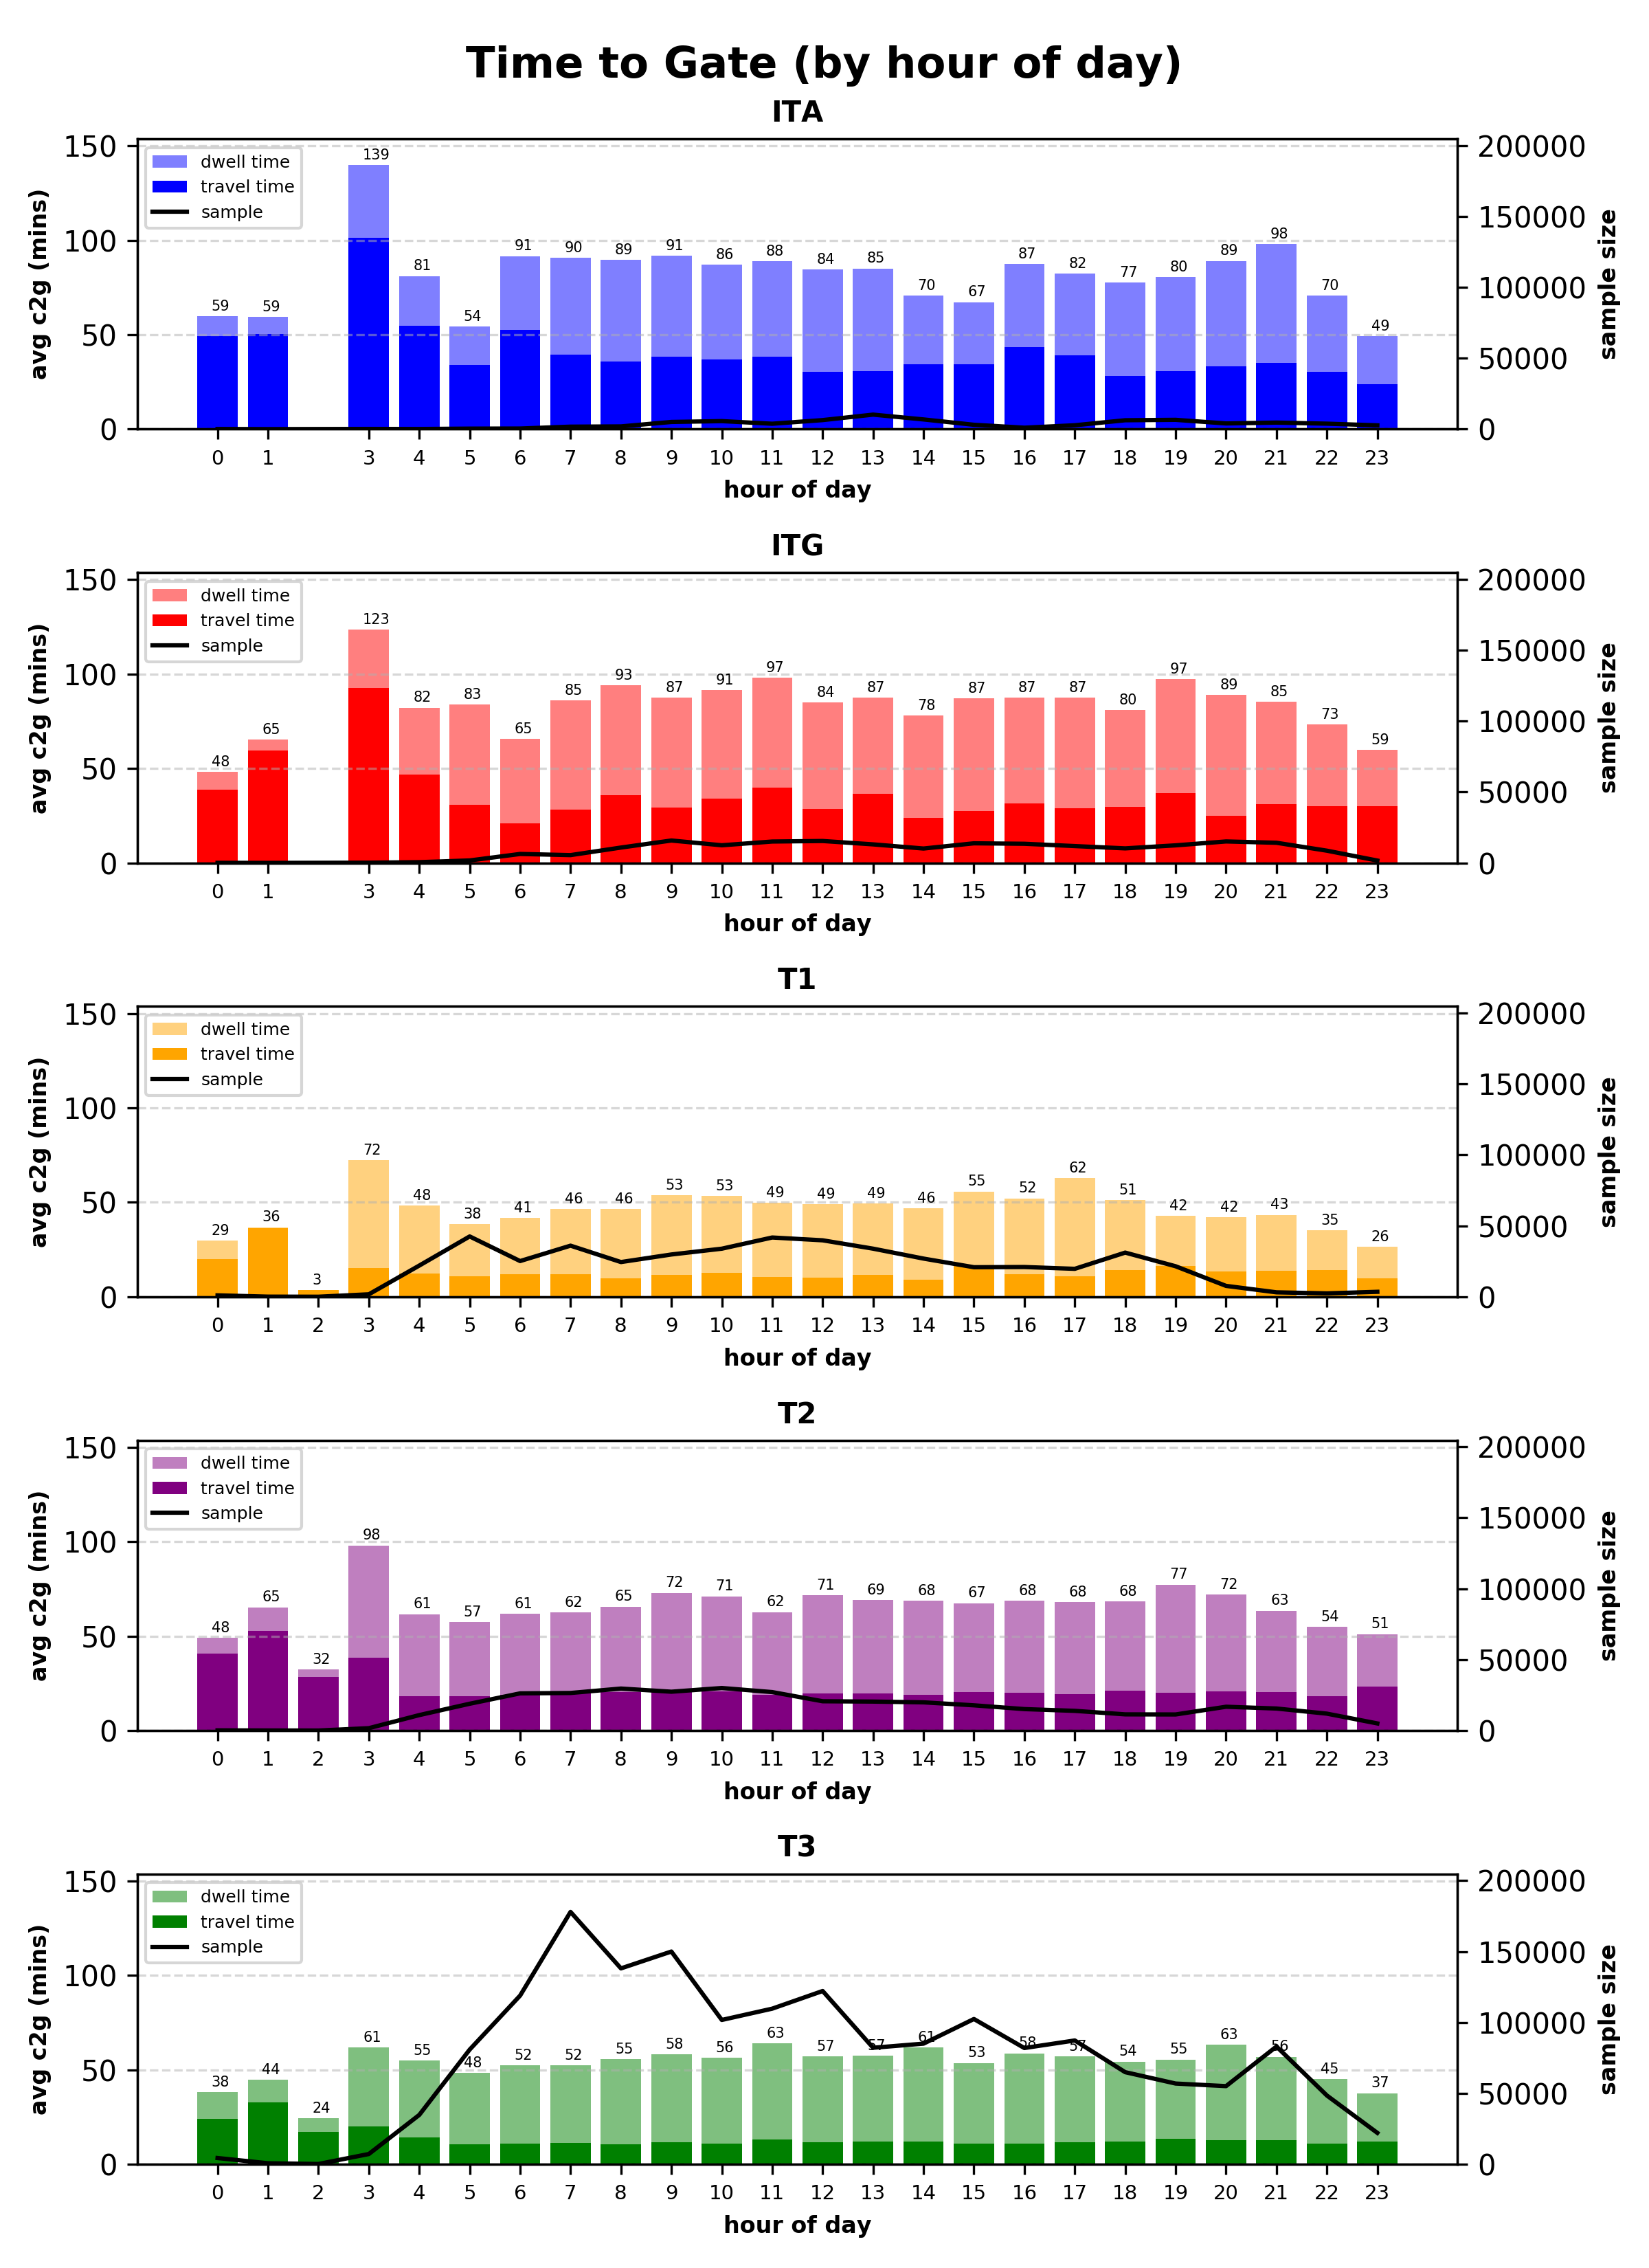 Time to Gate (by hour of day)
ITA
avg c2g (mins)
150
100
50
0
dwell time
travel time
sample
59 59 139 81 54 91 90 89 91 86 88 84 85 70 67 87 82 77 80 89 98 70 49
200000
150000
100000
50000
0
sample size
0 1 3 4 5 6 7 8 9 10 11 12 13 14 15 16 17 18 19 20 21 22 23
hour of day
ITG
avg c2g (mins)
150
100
50
0
dwell time
travel time
sample
48 65 123 82 83 65 85 93 87 91 97 84 87 78 87 87 87 80 97 89 85 73 59
200000
150000
100000
50000
0
sample size
0 1 3 4 5 6 7 8 9 10 11 12 13 14 15 16 17 18 19 20 21 22 23
hour of day
T1
avg c2g (mins)
150
100
50
0
dwell time
travel time
sample
29 36 3 72 48 38 41 46 46 53 53 49 49 49 46 55 52 62 51 42 42 43 35 26
200000
150000
100000
50000
0
sample size
0 1 2 3 4 5 6 7 8 9 10 11 12 13 14 15 16 17 18 19 20 21 22 23
hour of day
T2
avg c2g (mins)
150
100
50
0
dwell time
travel time
sample
48 65 32 98 61 57 61 62 65 72 71 62 71 69 68 67 68 68 68 77 72 63 54 51
200000
150000
100000
50000
0
sample size
0 1 2 3 4 5 6 7 8 9 10 11 12 13 14 15 16 17 18 19 20 21 22 23
hour of day
T3
avg c2g (mins)
150
100
50
0
dwell time
travel time
sample
38 44 24 61 55 48 52 52 55 58 56 63 57 57 61 53 58 57 54 55 63 56 45 37
200000
150000
100000
50000
0
sample size
0 1 2 3 4 5 6 7 8 9 10 11 12 13 14 15 16 17 18 19 20 21 22 23
hour of day